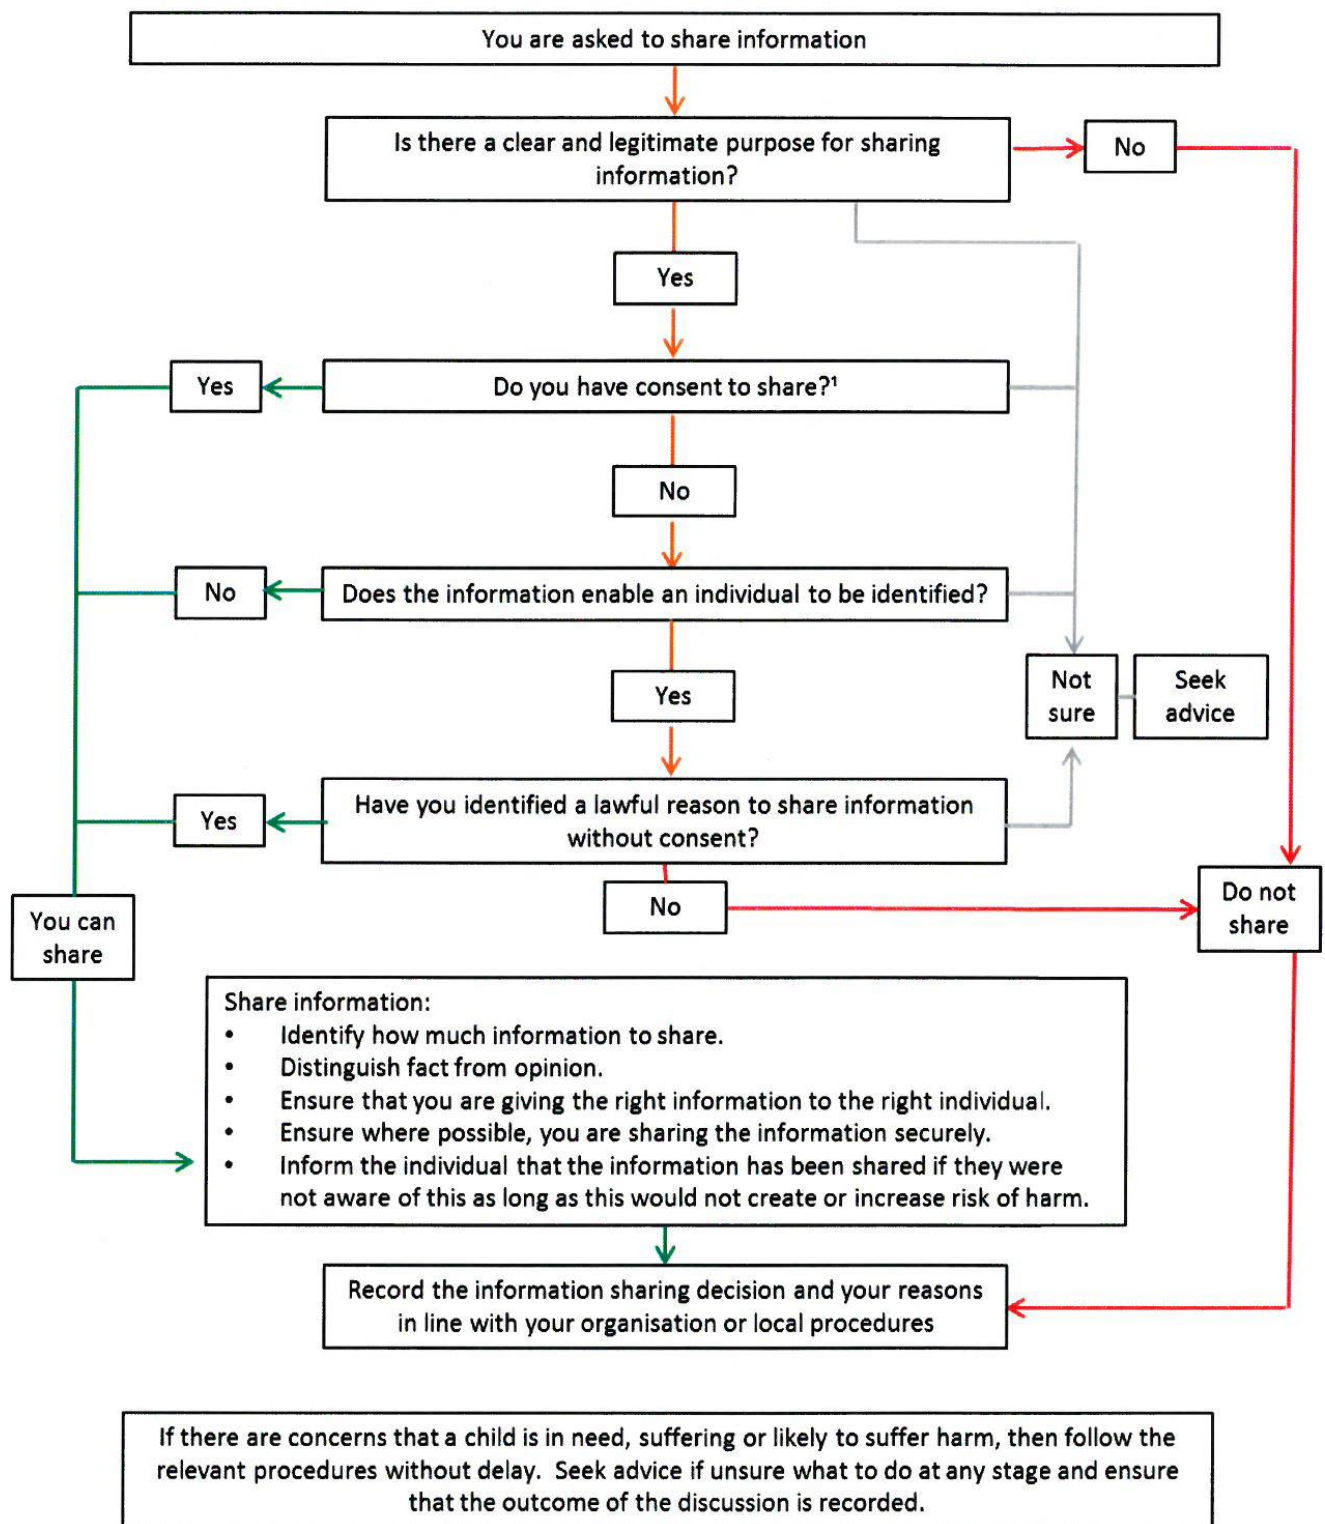 You are asked to share information
Is there a clear and legitimate purpose for sharing
information?
No
Yes
Yes
Do you have consent to share?¹
No
No
Does the information enable an individual to be identified?
Yes
Not
sure
Seek
advice
Yes
Have you identified a lawful reason to share information
without consent?
No
You can
share
Do not
share
Share information:
• Identify how much information to share.
• Distinguish fact from opinion.
• Ensure that you are giving the right information to the right individual.
• Ensure where possible, you are sharing the information securely.
• Inform the individual that the information has been shared if they were
not aware of this as long as this would not create or increase risk of harm.
Record the information sharing decision and your reasons
in line with your organisation or local procedures
If there are concerns that a child is in need, suffering or likely to suffer harm, then follow the
relevant procedures without delay. Seek advice if unsure what to do at any stage and ensure
that the outcome of the discussion is recorded.